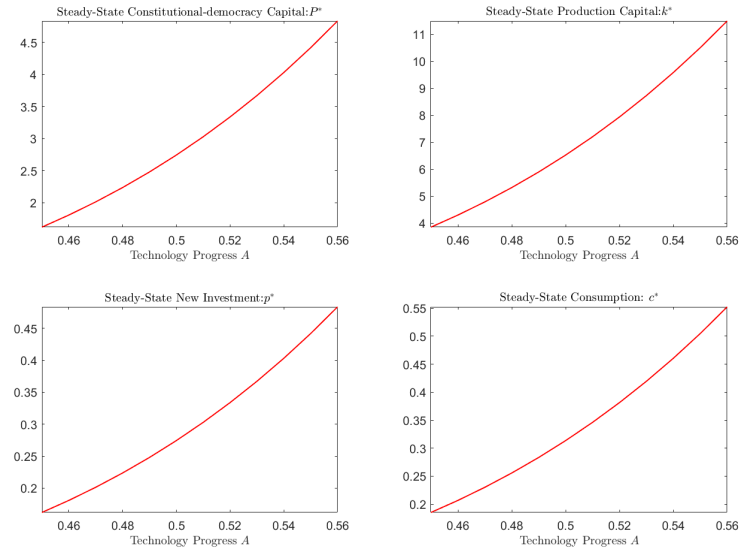 Steady-State Constitutional-democracy Capital:P*
4.5
4
3.5
3
2.5
2
0.46 0.48 0.5 0.52 0.54 0.56
Technology Progress A
Steady-State Production Capital:k*
11
10
9
8
7
6
5
4
0.46 0.48 0.5 0.52 0.54 0.56
Technology Progress A
Steady-State New Investment:p*
0.45
0.4
0.35
0.3
0.25
0.2
0.46 0.48 0.5 0.52 0.54 0.56
Technology Progress A
Steady-State Consumption: c*
0.55
0.5
0.45
0.4
0.35
0.3
0.25
0.2
0.46 0.48 0.5 0.52 0.54 0.56
Technology Progress A